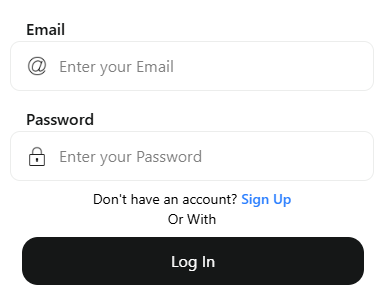 Email
@ Enter your Email
Password
Enter your Password
Don't have an account? Sign Up
Or With
Log In